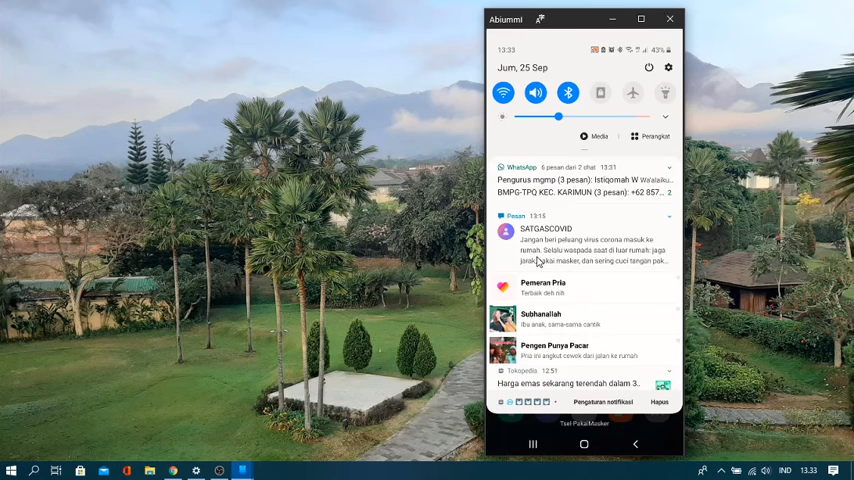 AbiummI
13:33
43%
Jum, 25 Sep
Media
Perangkat
WhatsApp 6 pesan dari 2 chat 13:31
Pengurus mgmp (3 pesan): Istiqomah W Wa'alaiku..
BMPG-TPQ KEC. KARIMUN (3 pesan): +62 857... 2
Pesan 13:15
SATGASCOVID
Jangan beri peluang virus corona masuk ke
rumah. Selalu waspada saat di luar rumah: jaga
jarak, pakai masker, dan sering cuci tangan pak...
Pemeran Pria
Terbaik deh nih
Subhanallah
Ibu anak, sama-sama cantik
Pengen Punya Pacar
Pria ini angkut cewek dari jalan ke rumah
Tokopedia 12:51
Harga emas sekarang terendah dalam 3..
Pengaturan notifikasi Hapus
Tsel-PakaiMasker
IND 13.33